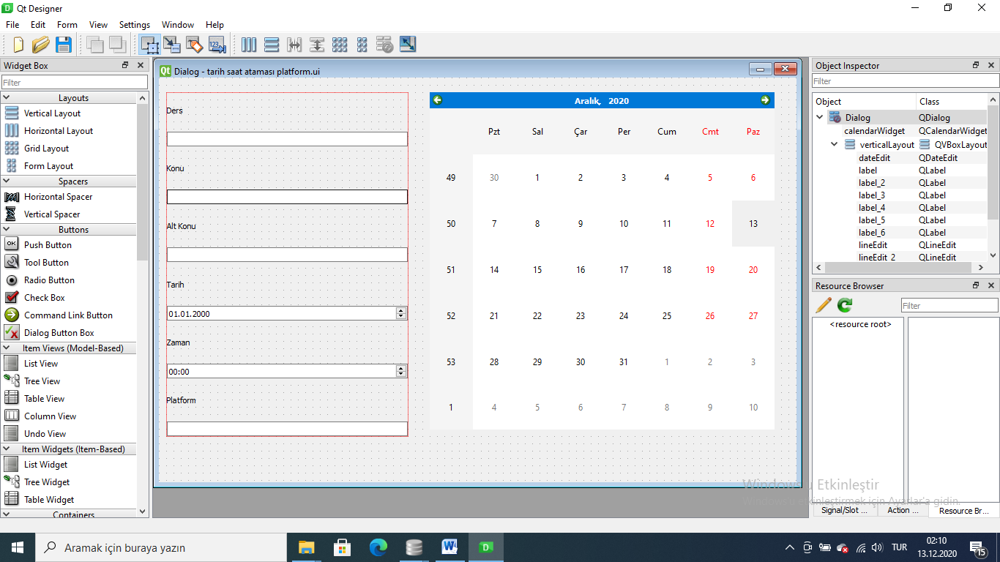 Qt Designer
File Edit Form View Settings Window Help
Widget Box
Filter
Layouts
Vertical Layout
Horizontal Layout
Grid Layout
Form Layout
Spacers
Horizontal Spacer
Vertical Spacer
Buttons
OK Push Button
Tool Button
Radio Button
Check Box
Command Link Button
Dialog Button Box
Item Views (Model-Based)
List View
Tree View
Table View
Column View
Undo View
Item Widgets (Item-Based)
List Widget
Tree Widget
Table Widget
Containers
Qt Dialog - tarih saat ataması platform.ui
Ders
Konu
Alt Konu
Tarih
01.01.2000
Zaman
00:00
Platform
Aralık, 2020
Pzt Sal Çar Per Cum Cmt Paz
49 30 1 2 3 4 5 6
50 7 8 9 10 11 12 13
51 14 15 16 17 18 19 20
52 21 22 23 24 25 26 27
53 28 29 30 31 1 2 3
1 4 5 6 7 8 9 10
Object Inspector
Filter
Object Class
Dialog QDialog
calendarWidget QCalendarWidget
verticalLayout QVBoxLayout
dateEdit QDateEdit
label QLabel
label_2 QLabel
label_3 QLabel
label_4 QLabel
label_5 QLabel
label_6 QLabel
lineEdit QLineEdit
lineEdit_2 QLineEdit
Resource Browser
Filter
<resource root>
Windows'u Etkinleştir
Windows'u etkinleştirmek için Ayarlar'a gidin.
Signal/Slot ... Action ... Resource Br...
Aramak için buraya yazın
TUR
02:10
13.12.2020
15